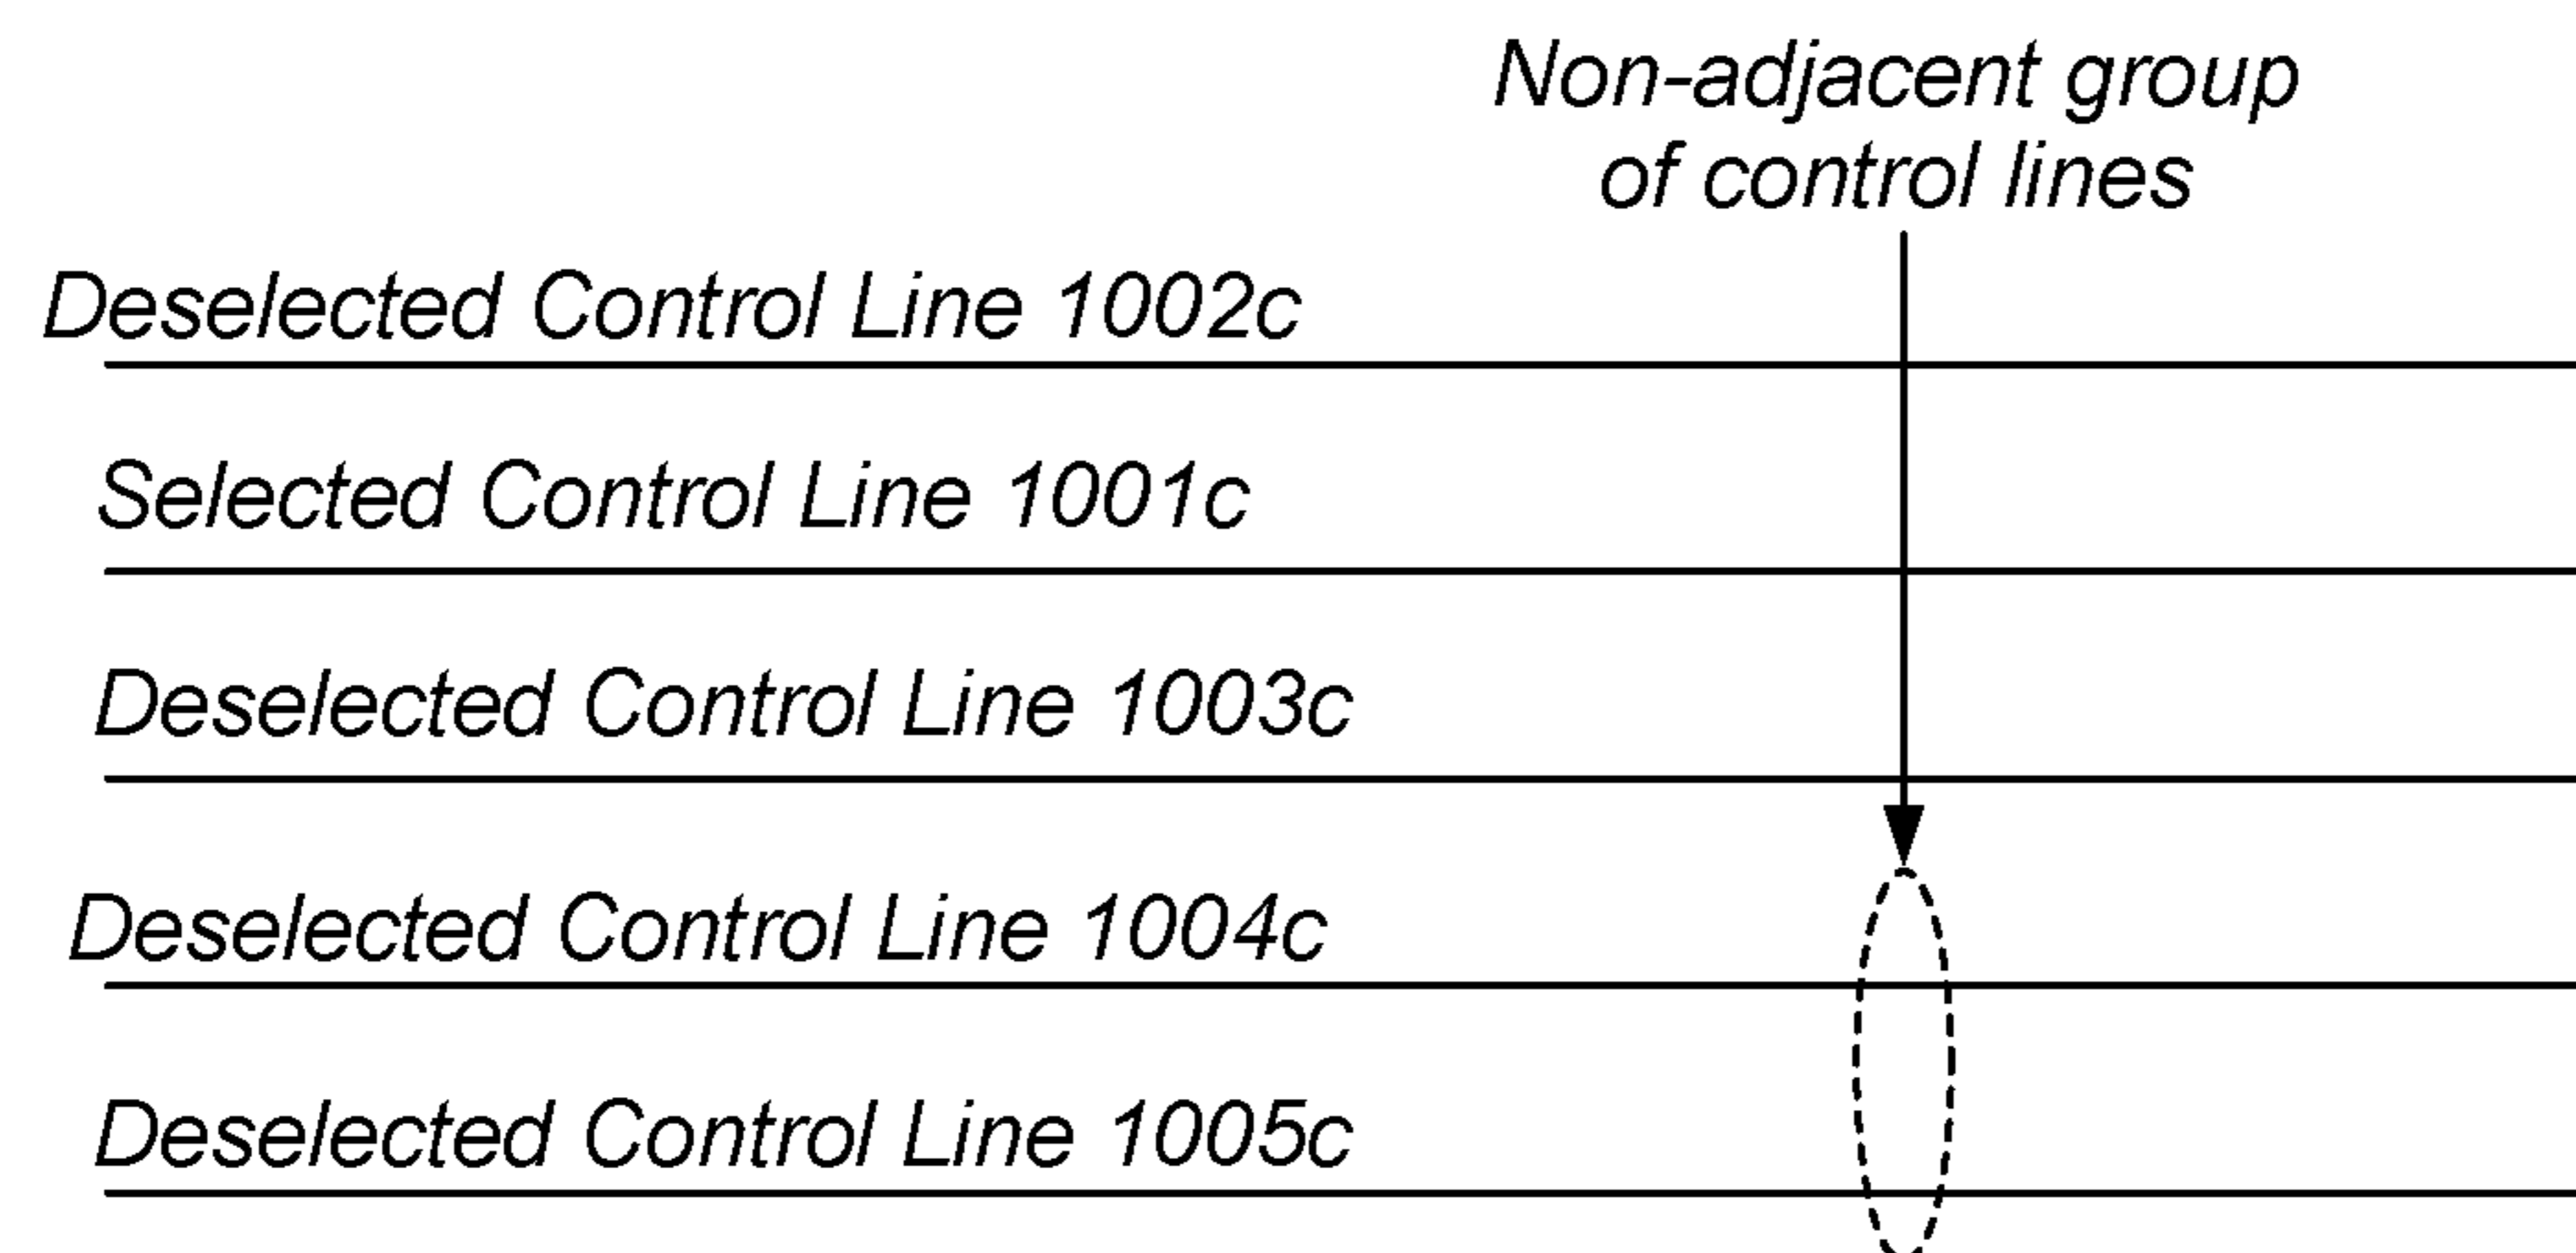 Non-adjacent group
of control lines
Deselected Control Line 1002c
Selected Control Line 1001c
Deselected Control Line 1003c
Deselected Control Line 1004c
Deselected Control Line 1005c